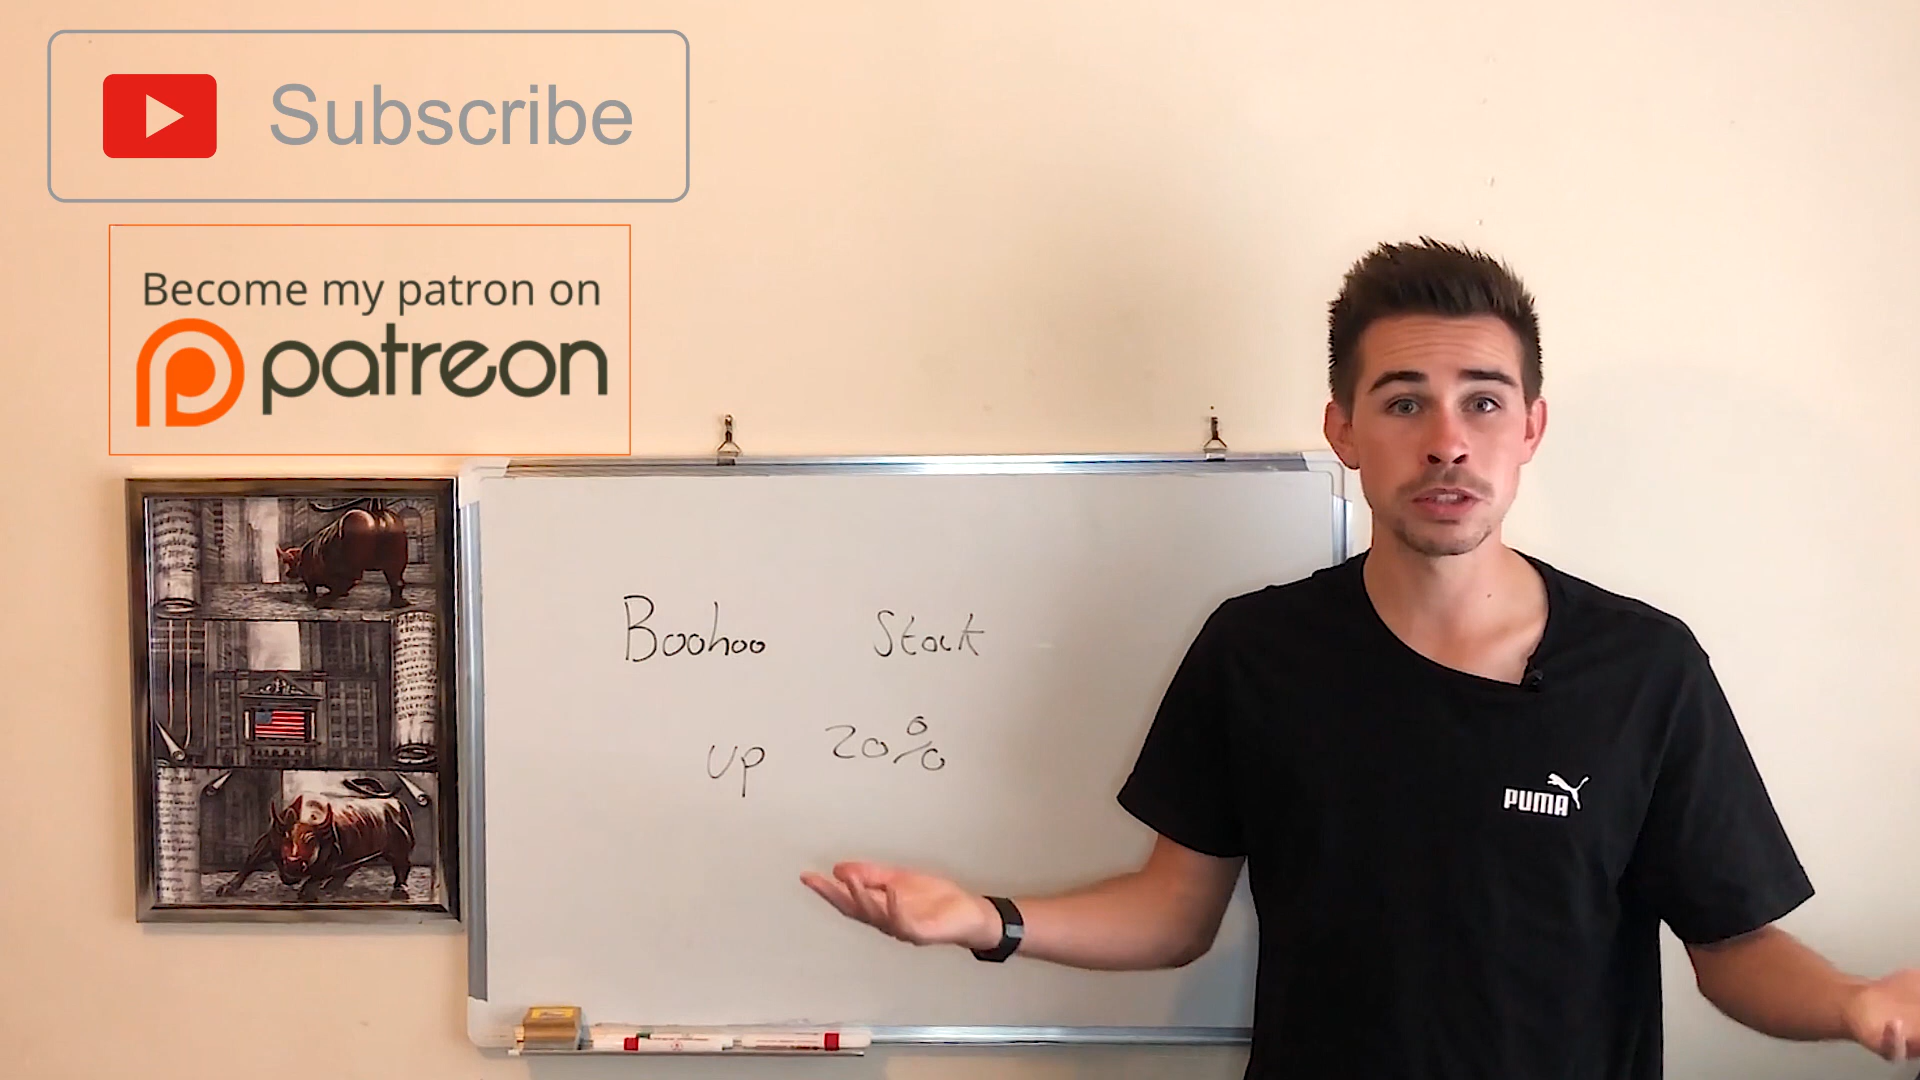 Subscribe
Become my patron on
patreon
Boohoo Stock
up 20%
PUMA